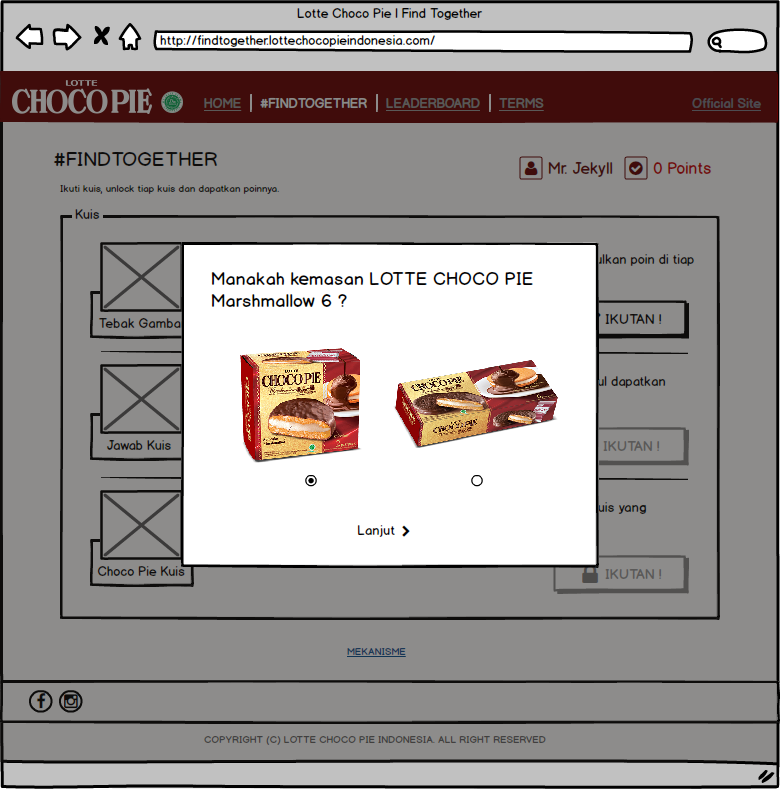 Lotte Choco Pie | Find Together
http://findtogether.lottechocopieindonesia.com/
LOTTE
CHOCO PIE
HOME | #FINDTOGETHER | LEADERBOARD | TERMS
Official Site
#FINDTOGETHER
Mr. Jekyll
0 Points
Ikuti kuis, unlock tiap kuis dan dapatkan poinnya.
Kuis
ulkan poin di tiap
Tebak Gamba
IKUTAN !
Manakah kemasan LOTTE CHOCO PIE
Marshmallow 6 ?
LOTTE
CHOCO PIE
CHOCO PIE
ul dapatkan
Jawab Kuis
IKUTAN !
uis yang
Lanjut
Choco Pie Kuis
IKUTAN !
MEKANISME
COPYRIGHT (C) LOTTE CHOCO PIE INDONESIA. ALL RIGHT RESERVED